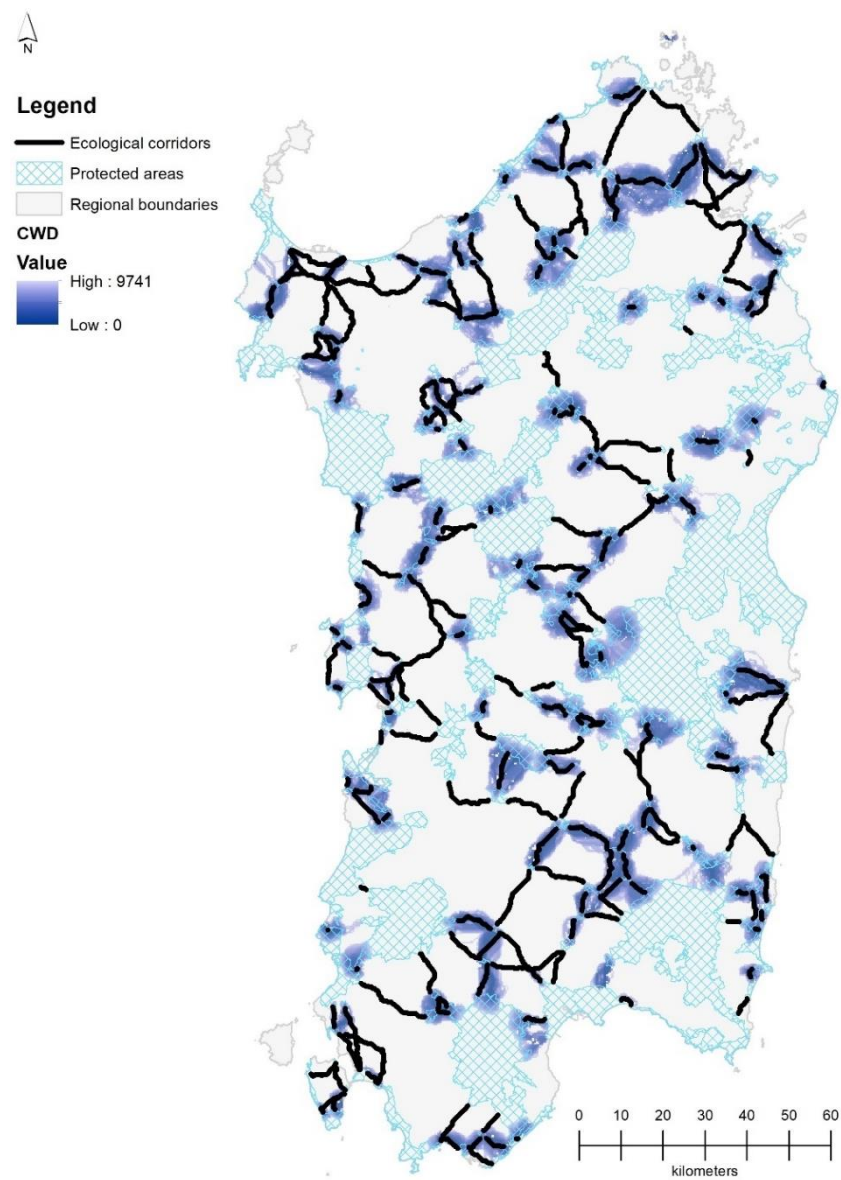 N
Legend
Ecological corridors
Protected areas
Regional boundaries
CWD
Value
High : 9741
Low : 0
0 10 20 30 40 50 60
kilometers